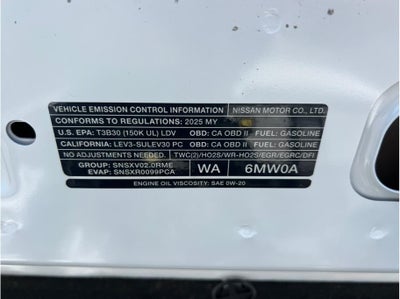 VEHICLE EMISSION CONTROL INFORMATION NISSAN MOTOR CO., LTD.
CONFORMS TO REGULATIONS: 2025 MY
U.S. EPA: T3B30 (150K UL) LDV OBD: CA OBD II FUEL: GASOLINE
CALIFORNIA: LEV3-SULEV30 PC OBD: CA OBD II FUEL: GASOLINE
NO ADJUSTMENTS NEEDED. TWC(2)/HO2S/WR-HO2S/EGR/EGRC/DFI
GROUP: SNSXV02.0RME
EVAP: SNSXR0099PCA
WA 6MW0A
ENGINE OIL VISCOSITY: SAE 0W-20